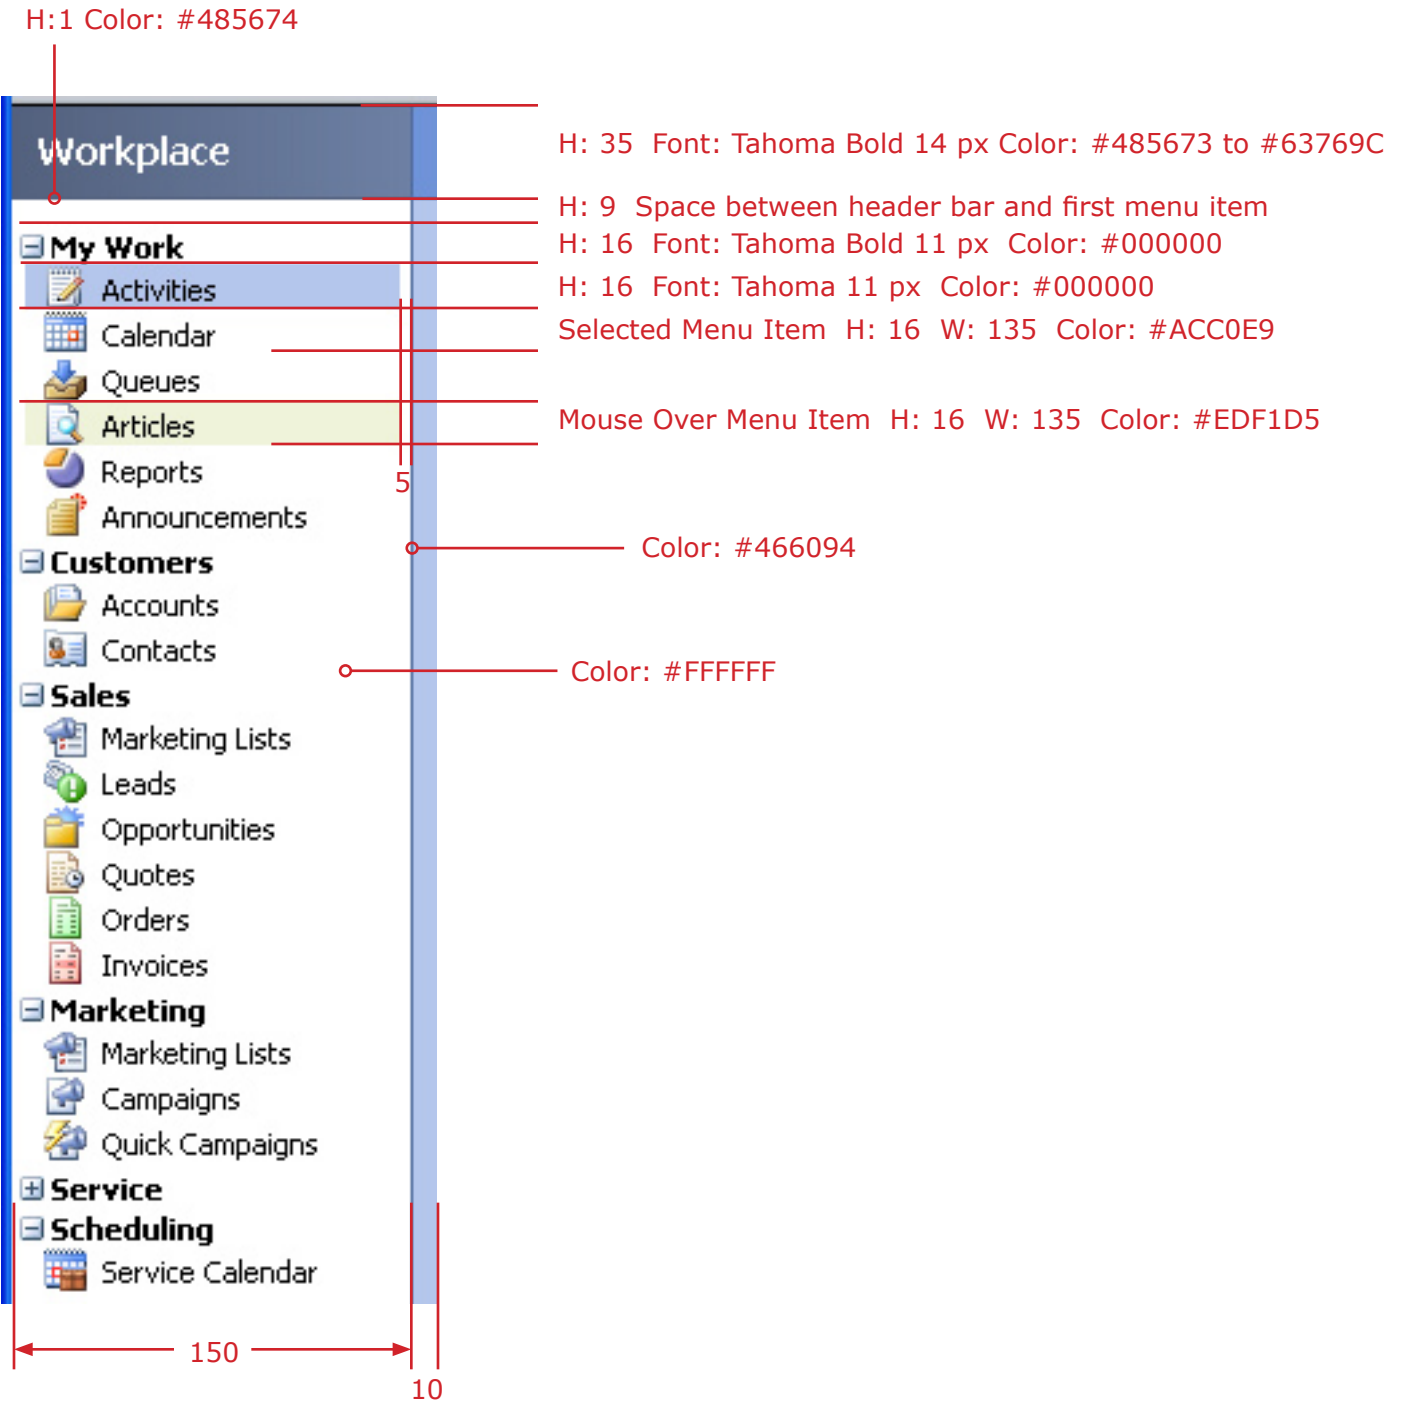 H:1 Color: #485674
Workplace
H: 35 Font: Tahoma Bold 14 px Color: #485673 to #63769C
H: 9 Space between header bar and first menu item
My Work
H: 16 Font: Tahoma Bold 11 px Color: #000000
Activities
H: 16 Font: Tahoma 11 px Color: #000000
Calendar
Selected Menu Item H: 16 W: 135 Color: #ACC0E9
Queues
Articles
Mouse Over Menu Item H: 16 W: 135 Color: #EDF1D5
Reports
5
Announcements
Customers
Color: #466094
Accounts
Contacts
Color: #FFFFFF
Sales
Marketing Lists
Leads
Opportunities
Quotes
Orders
Invoices
Marketing
Marketing Lists
Campaigns
Quick Campaigns
Service
Scheduling
Service Calendar
150
10